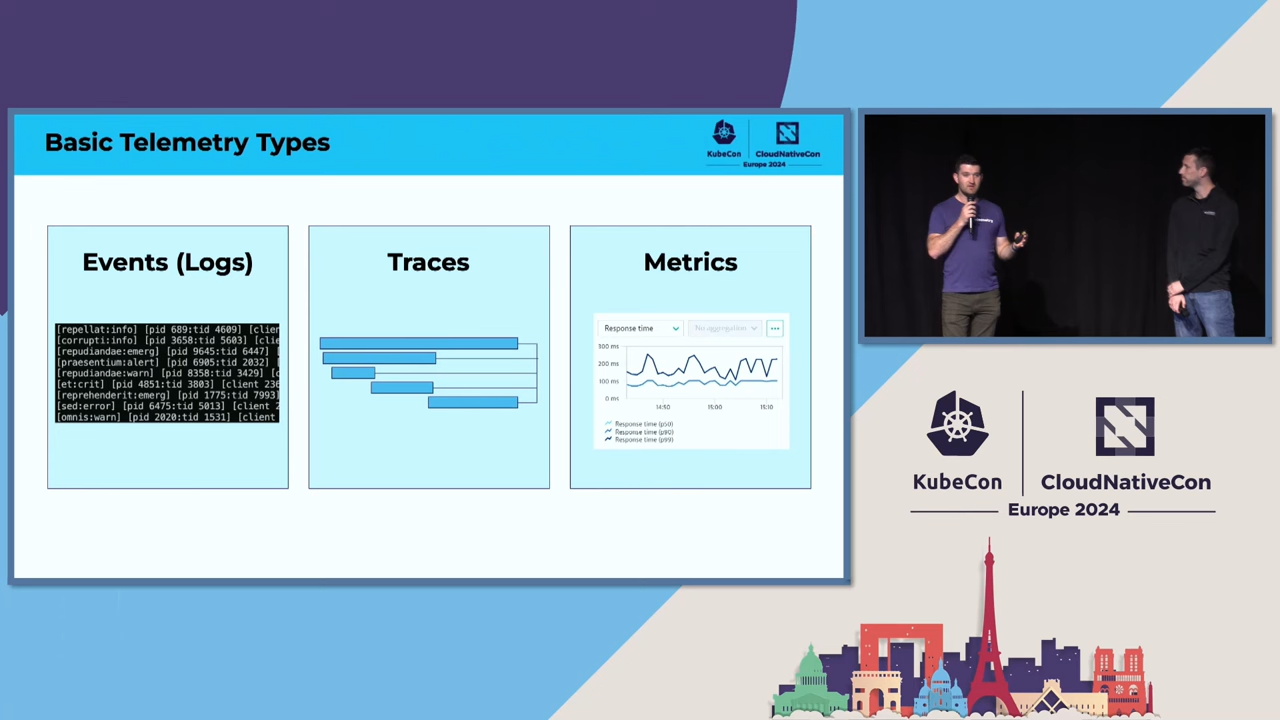 Basic Telemetry Types
KubeCon
CloudNativeCon
Europe 2024
Events (Logs)
[repellat:info] [pid 689:tid 4609] [clien
[corrupti:info] [pid 3658:tid 5603] [clie
[repudiandae:emerg] [pid 9645:tid 6447] [
[praesentium:alert] [pid 6905:tid 2032] [
[repudiandae:warn] [pid 8358:tid 3429] [c
[et:crit] [pid 4851:tid 3803] [client 236
[reprehenderit:emerg] [pid 1775:tid 7993]
[sed:error] [pid 6475:tid 5013] [client 2
[omnis:warn] [pid 2020:tid 1531] [client
Traces
Metrics
Response time
No aggregation
300 ms
200 ms
100 ms
0 ms
14:50
15:00
15:10
Response time (p50)
Response time (p90)
Response time (p99)
KubeCon
CloudNativeCon
Europe 2024